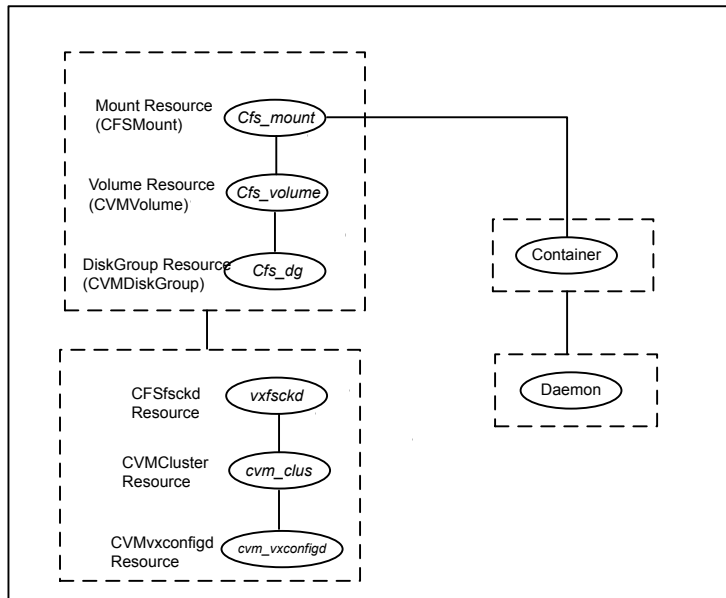 Mount Resource
(CFSMount)
Cfs_mount
Volume Resource
(CVMVolume)
Cfs_volume
DiskGroup Resource
(CVMDiskGroup)
Cfs_dg
Container
Daemon
CFSfsckd
Resource
vxfsckd
CVMCluster
Resource
cvm_clus
CVMvxconfigd
Resource
cvm_vxconfigd